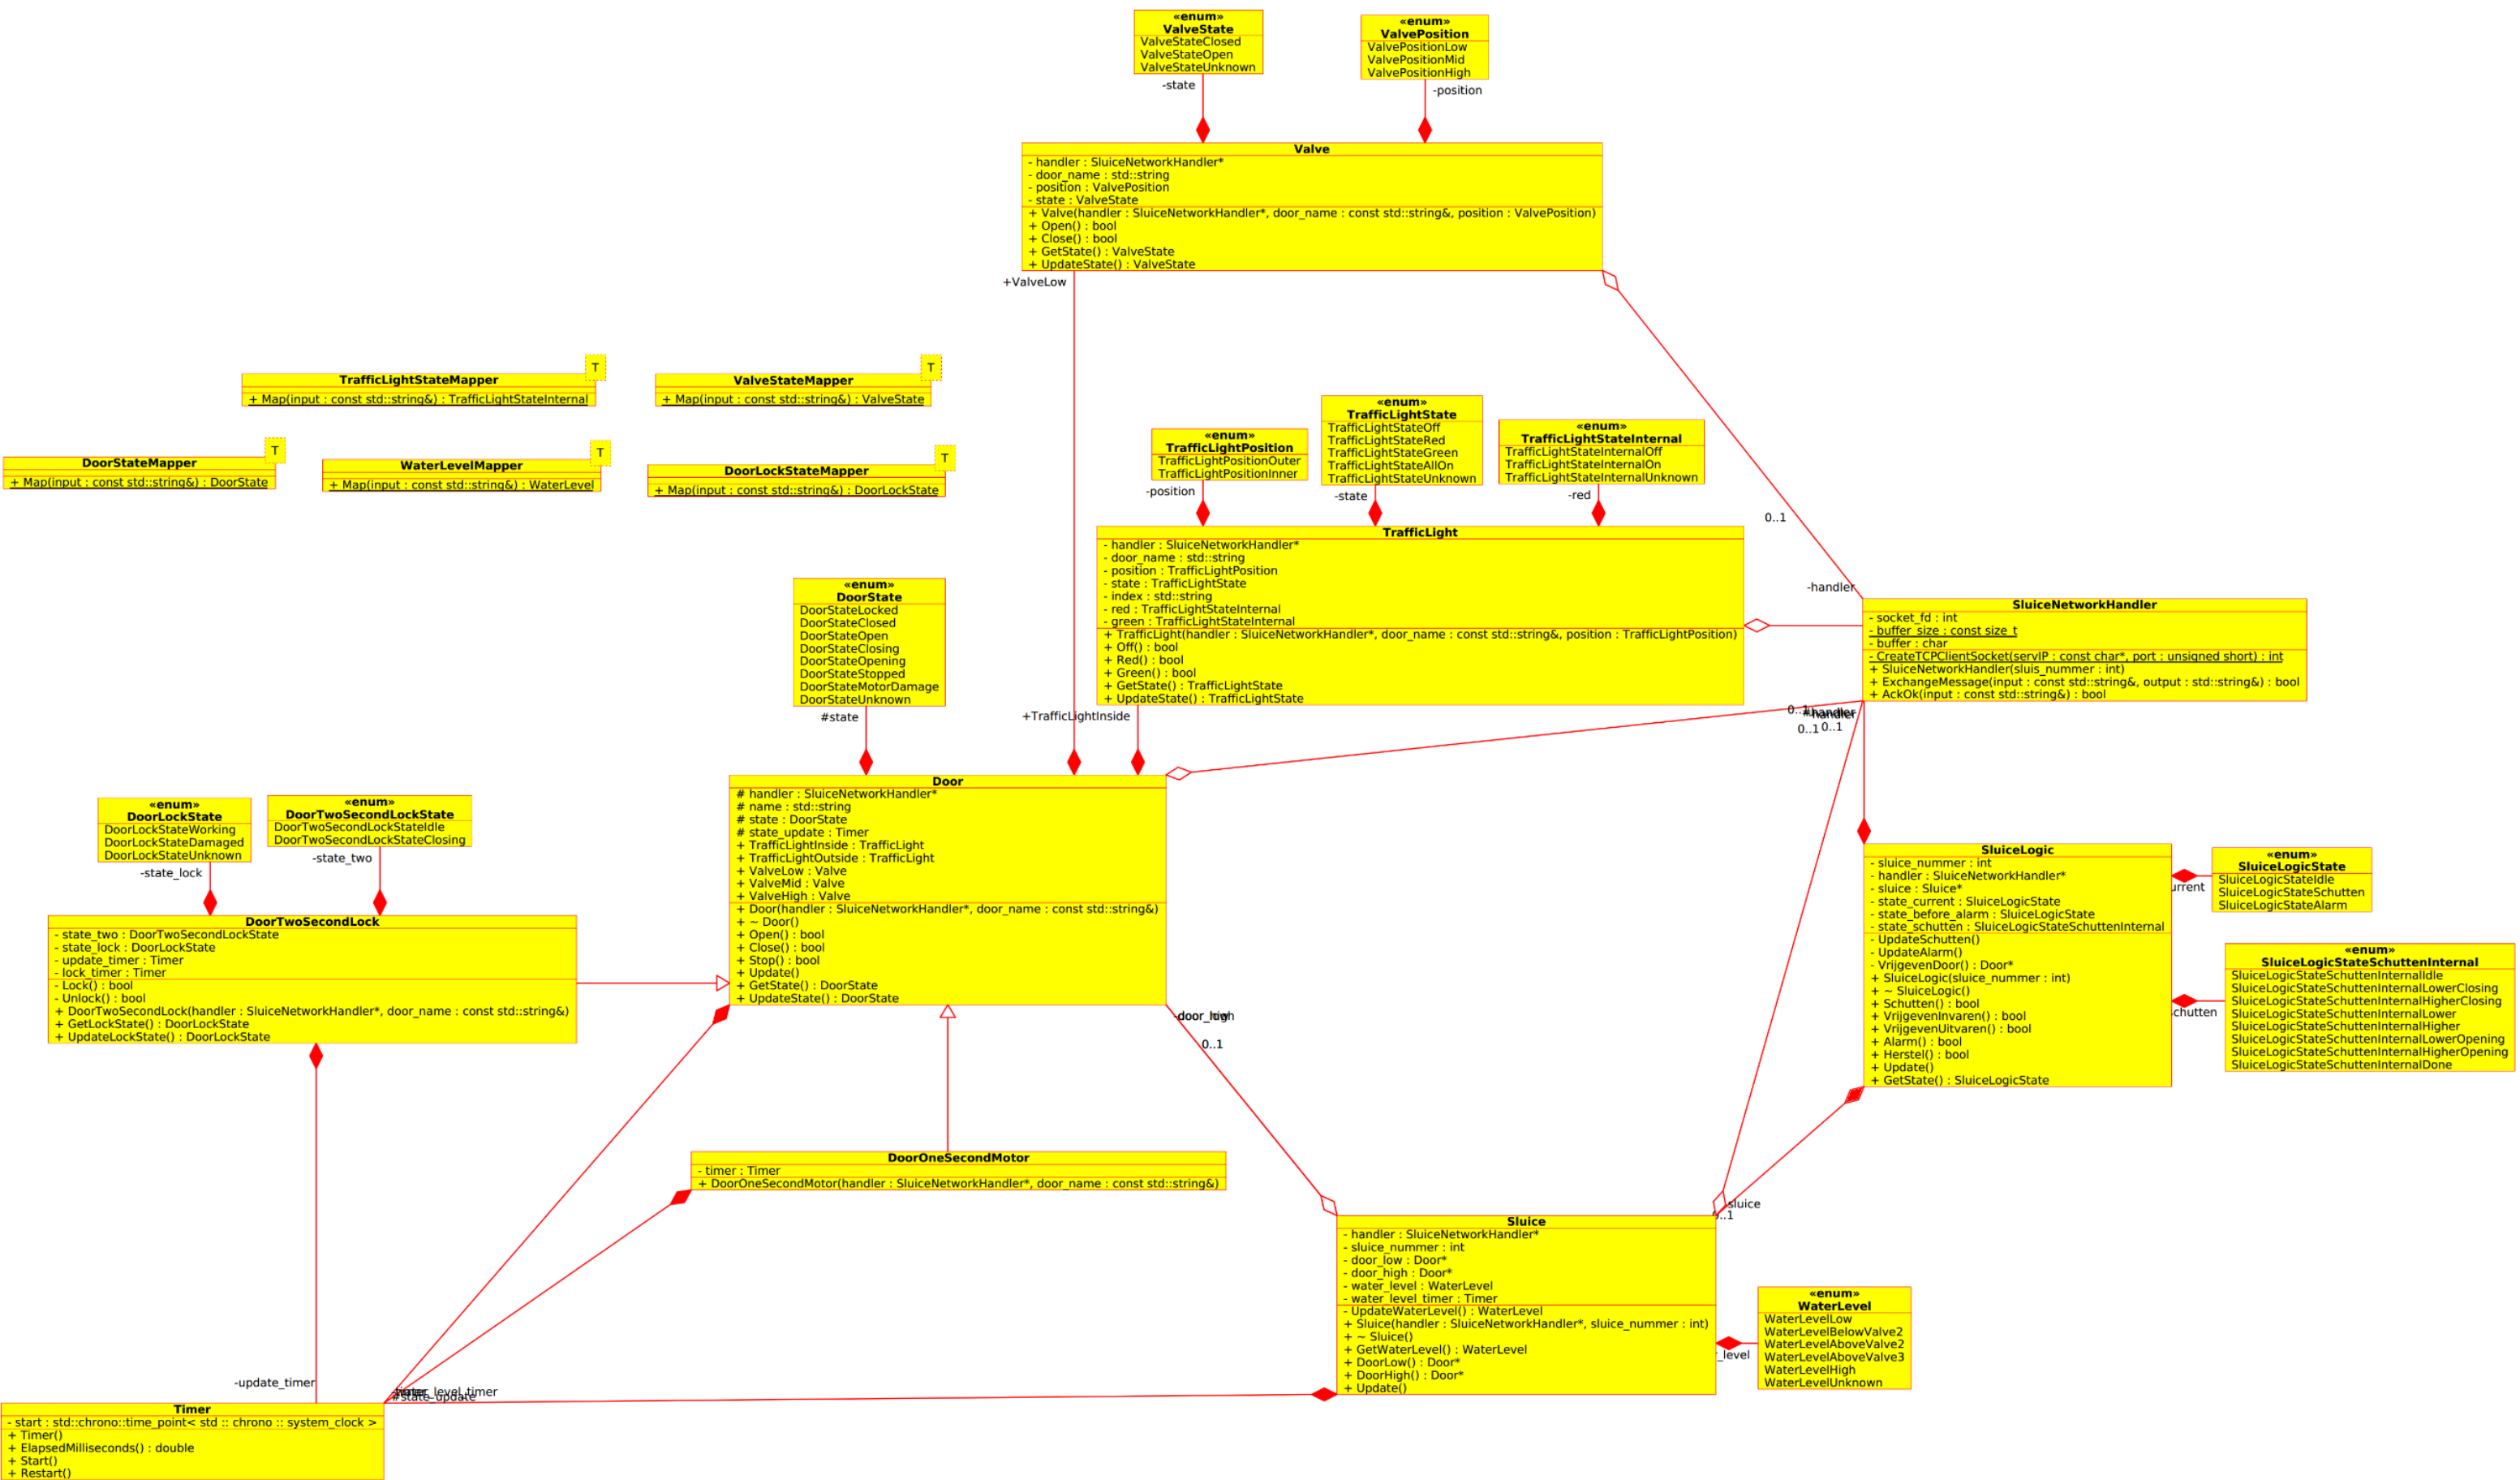 «enum»
ValveState
ValveStateClosed
ValveStateOpen
ValveStateUnknown
-state
«enum»
ValvePosition
ValvePositionLow
ValvePositionMid
ValvePositionHigh
-position
Valve
- handler : SluiceNetworkHandler*
- door_name : std::string
- position : ValvePosition
- state : ValveState
+ Valve(handler : SluiceNetworkHandler*, door_name : const std::string&, position : ValvePosition)
+ Open() : bool
+ Close() : bool
+ GetState() : ValveState
+ UpdateState() : ValveState
+ValveLow
T
TrafficLightStateMapper
+ Map(input : const std::string&) : TrafficLightStateInternal
T
ValveStateMapper
+ Map(input : const std::string&) : ValveState
T
DoorStateMapper
+ Map(input : const std::string&) : DoorState
T
WaterLevelMapper
+ Map(input : const std::string&) : WaterLevel
T
DoorLockStateMapper
+ Map(input : const std::string&) : DoorLockState
«enum»
TrafficLightPosition
TrafficLightPositionOuter
TrafficLightPositionInner
-position
«enum»
TrafficLightState
TrafficLightStateOff
TrafficLightStateRed
TrafficLightStateGreen
TrafficLightStateAllOn
TrafficLightStateUnknown
-state
«enum»
TrafficLightStateInternal
TrafficLightStateInternalOff
TrafficLightStateInternalOn
TrafficLightStateInternalUnknown
-red
0..1
-handler
TrafficLight
- handler : SluiceNetworkHandler*
- door_name : std::string
- position : TrafficLightPosition
- state : TrafficLightState
- index : std::string
- red : TrafficLightStateInternal
- green : TrafficLightStateInternal
+ TrafficLight(handler : SluiceNetworkHandler*, door_name : const std::string&, position : TrafficLightPosition)
+ Off() : bool
+ Red() : bool
+ Green() : bool
+ GetState() : TrafficLightState
+ UpdateState() : TrafficLightState
+TrafficLightInside
SluiceNetworkHandler
- socket_fd : int
- buffer_size : const size_t
- buffer : char
- CreateTCPClientSocket(servIP : const char*, port : unsigned short) : int
+ SluiceNetworkHandler(sluis_nummer : int)
+ ExchangeMessage(input : const std::string&, output : std::string&) : bool
+ AckOk(input : const std::string&) : bool
0..1
#handler
-handler
0..1
0..1
«enum»
DoorState
DoorStateLocked
DoorStateClosed
DoorStateOpen
DoorStateClosing
DoorStateOpening
DoorStateStopped
DoorStateMotorDamage
DoorStateUnknown
#state
Door
# handler : SluiceNetworkHandler*
# name : std::string
# state : DoorState
# state_update : Timer
+ TrafficLightInside : TrafficLight
+ TrafficLightOutside : TrafficLight
+ ValveLow : Valve
+ ValveMid : Valve
+ ValveHigh : Valve
+ Door(handler : SluiceNetworkHandler*, door_name : const std::string&)
+ ~ Door()
+ Open() : bool
+ Close() : bool
+ Stop() : bool
+ Update()
+ GetState() : DoorState
+ UpdateState() : DoorState
«enum»
DoorLockState
DoorLockStateWorking
DoorLockStateDamaged
DoorLockStateUnknown
-state_lock
«enum»
DoorTwoSecondLockState
DoorTwoSecondLockStateIdle
DoorTwoSecondLockStateClosing
-state_two
DoorTwoSecondLock
- state_two : DoorTwoSecondLockState
- state_lock : DoorLockState
- update_timer : Timer
- lock_timer : Timer
- Lock() : bool
- Unlock() : bool
+ DoorTwoSecondLock(handler : SluiceNetworkHandler*, door_name : const std::string&)
+ GetLockState() : DoorLockState
+ UpdateLockState() : DoorLockState
SluiceLogic
- sluice_nummer : int
- handler : SluiceNetworkHandler*
- sluice : Sluice*
- state_current : SluiceLogicState
- state_before_alarm : SluiceLogicState
- state_schutten : SluiceLogicStateSchuttenInternal
- UpdateSchutten()
- UpdateAlarm()
- VrijgevenDoor() : Door*
+ SluiceLogic(sluice_nummer : int)
+ ~ SluiceLogic()
+ Schutten() : bool
+ VrijgevenInvaren() : bool
+ VrijgevenUitvaren() : bool
+ Alarm() : bool
+ Herstel() : bool
+ Update()
+ GetState() : SluiceLogicState
urrent
«enum»
SluiceLogicState
SluiceLogicStateIdle
SluiceLogicStateSchutten
SluiceLogicStateAlarm
chutten
«enum»
SluiceLogicStateSchuttenInternal
SluiceLogicStateSchuttenInternalIdle
SluiceLogicStateSchuttenInternalLowerClosing
SluiceLogicStateSchuttenInternalHigherClosing
SluiceLogicStateSchuttenInternalLower
SluiceLogicStateSchuttenInternalHigher
SluiceLogicStateSchuttenInternalLowerOpening
SluiceLogicStateSchuttenInternalHigherOpening
SluiceLogicStateSchuttenInternalDone
-door_high
0..1
DoorOneSecondMotor
- timer : Timer
+ DoorOneSecondMotor(handler : SluiceNetworkHandler*, door_name : const std::string&)
-sluice
0..1
Sluice
- handler : SluiceNetworkHandler*
- sluice_nummer : int
- door_low : Door*
- door_high : Door*
- water_level : WaterLevel
- water_level_timer : Timer
- UpdateWaterLevel() : WaterLevel
+ Sluice(handler : SluiceNetworkHandler*, sluice_nummer : int)
+ ~ Sluice()
+ GetWaterLevel() : WaterLevel
+ DoorLow() : Door*
+ DoorHigh() : Door*
+ Update()
_level
«enum»
WaterLevel
WaterLevelLow
WaterLevelBelowValve2
WaterLevelAboveValve2
WaterLevelAboveValve3
WaterLevelHigh
WaterLevelUnknown
-update_timer
-water_level_timer
#state_update
Timer
- start : std::chrono::time_point< std :: chrono :: system_clock >
+ Timer()
+ ElapsedMilliseconds() : double
+ Start()
+ Restart()